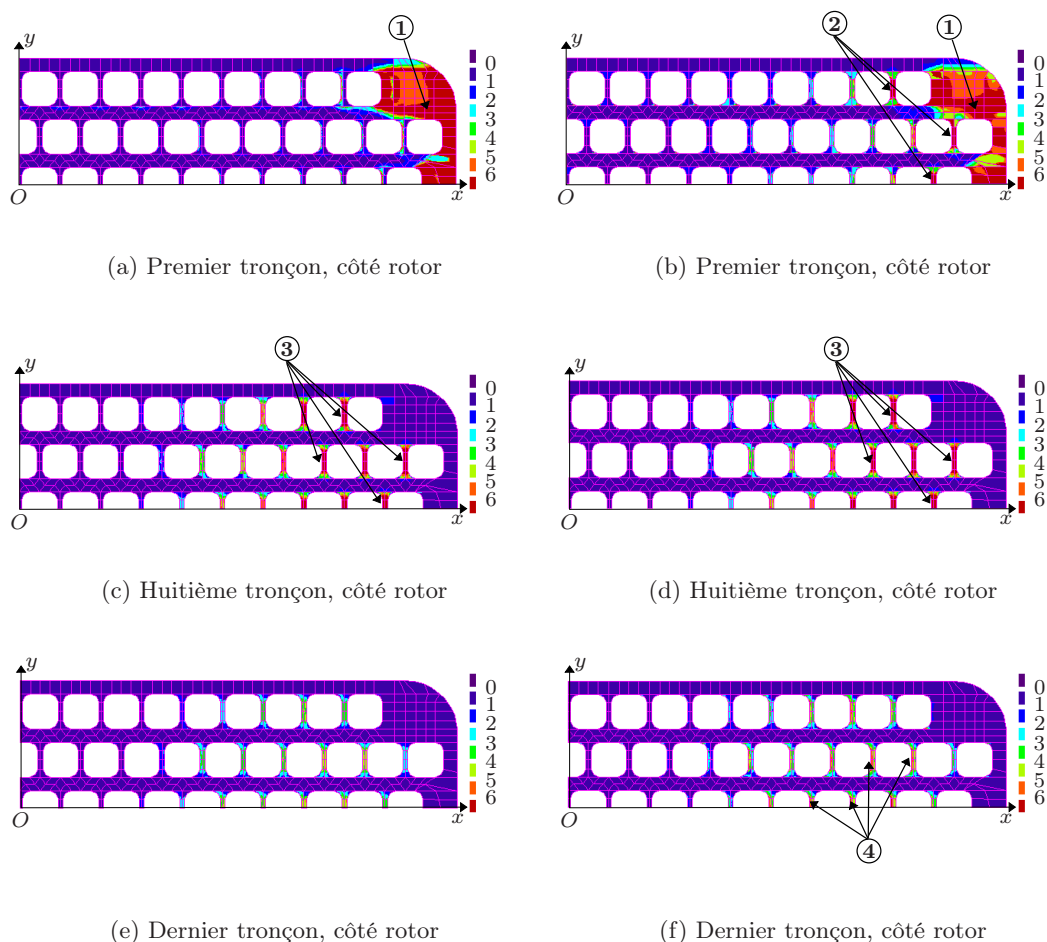 ①
y
0
1
2
3
4
5
6
O
x
(a) Premier tronçon, côté rotor
②
①
y
0
1
2
3
4
5
6
O
x
(b) Premier tronçon, côté rotor
③
y
0
1
2
3
4
5
6
O
x
(c) Huitième tronçon, côté rotor
③
y
0
1
2
3
4
5
6
O
x
(d) Huitième tronçon, côté rotor
y
0
1
2
3
4
5
6
O
x
(e) Dernier tronçon, côté rotor
y
0
1
2
3
4
5
6
O
x
④
(f) Dernier tronçon, côté rotor